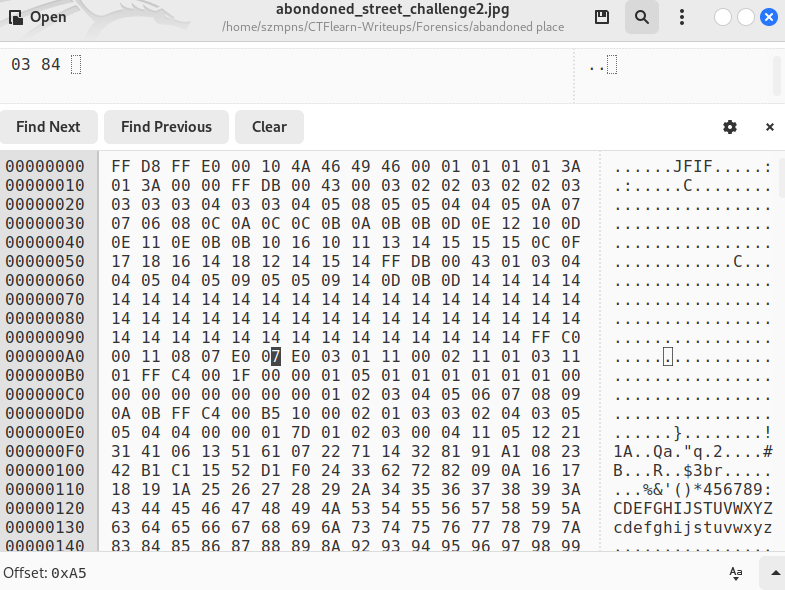 Open
abondoned_street_challenge2.jpg
/home/szmpns/CTFlearn-Writeups/Forensics/abandoned place
03 84
..
Find Next
Find Previous
Clear
00000000 FF D8 FF E0 00 10 4A 46 49 46 00 01 01 01 01 3A ......JFIF.....:
00000010 01 3A 00 00 FF DB 00 43 00 03 02 02 03 02 02 03 .:.....C........
00000020 03 03 03 04 03 03 04 05 08 05 05 04 04 05 0A 07 ................
00000030 07 06 08 0C 0A 0C 0C 0B 0A 0B 0B 0D 0E 12 10 0D ................
00000040 0E 11 0E 0B 0B 10 16 10 11 13 14 15 15 15 0C 0F ................
00000050 17 18 16 14 18 12 14 15 14 FF DB 00 43 01 03 04 ............C...
00000060 04 05 04 05 09 05 05 09 14 0D 0B 0D 14 14 14 14 ................
00000070 14 14 14 14 14 14 14 14 14 14 14 14 14 14 14 14 ................
00000080 14 14 14 14 14 14 14 14 14 14 14 14 14 14 14 14 ................
00000090 14 14 14 14 14 14 14 14 14 14 14 14 14 14 FF C0 ................
000000A0 00 11 08 07 E0 07 E0 03 01 11 00 02 11 01 03 11 ................
000000B0 01 FF C4 00 1F 00 00 01 05 01 01 01 01 01 01 00 ................
000000C0 00 00 00 00 00 00 00 01 02 03 04 05 06 07 08 09 ................
000000D0 0A 0B FF C4 00 B5 10 00 02 01 03 03 02 04 03 05 ................
000000E0 05 04 04 00 00 01 7D 01 02 03 00 04 11 05 12 21 ......}........!
000000F0 31 41 06 13 51 61 07 22 71 14 32 81 91 A1 08 23 1A..Qa."q.2....#
00000100 42 B1 C1 15 52 D1 F0 24 33 62 72 82 09 0A 16 17 B...R..$3br.....
00000110 18 19 1A 25 26 27 28 29 2A 34 35 36 37 38 39 3A ...%&'()*456789:
00000120 43 44 45 46 47 48 49 4A 53 54 55 56 57 58 59 5A CDEFGHIJSTUVWXYZ
00000130 63 64 65 66 67 68 69 6A 73 74 75 76 77 78 79 7A cdefghijstuvwxyz
00000140 83 84 85 86 87 88 89 8A 92 93 94 95 96 97 98 99 ................
Offset: 0xA5
Aa